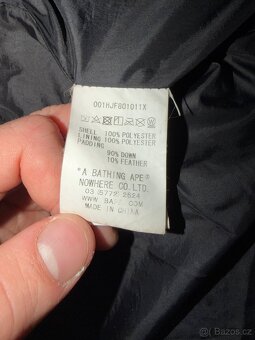 001HJF801011X
SHELL 100% POLYESTER
LINING 100% POLYESTER
PADDING
90% DOWN
10% FEATHER
"A BATHING APE"
NOWHERE CO.LTD.
03 (5772) 2524
MADE IN CHINA
Bazos.cz